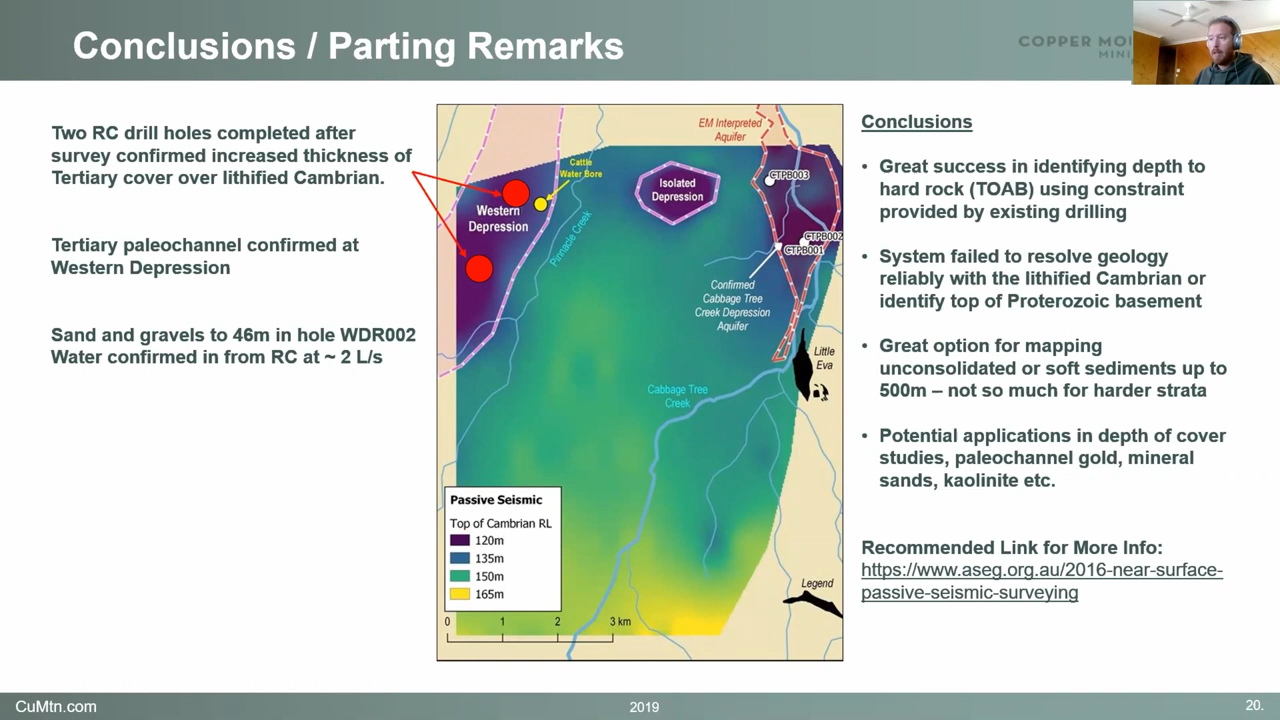 Conclusions / Parting Remarks
COPPER MO
MINI
Two RC drill holes completed after
survey confirmed increased thickness of
Tertiary cover over lithified Cambrian.
Tertiary paleochannel confirmed at
Western Depression
Sand and gravels to 46m in hole WDR002
Water confirmed in from RC at ~ 2 L/s
EM Interpreted
Aquifer
Cattle
Water Bore
Western
Depression
Pinnacle Creek
Isolated
Depression
CTPB003
CTPB002
CTPB001
Confirmed
Cabbage Tree
Creek Depression
Aquifer
Little
Eva
Cabbage Tree
Creek
Legend
Passive Seismic
Top of Cambrian RL
120m
135m
150m
165m
0 1 2 3 km
Conclusions
• Great success in identifying depth to
hard rock (TOAB) using constraint
provided by existing drilling
• System failed to resolve geology
reliably with the lithified Cambrian or
identify top of Proterozoic basement
• Great option for mapping
unconsolidated or soft sediments up to
500m – not so much for harder strata
• Potential applications in depth of cover
studies, paleochannel gold, mineral
sands, kaolinite etc.
Recommended Link for More Info:
https://www.aseg.org.au/2016-near-surface-
passive-seismic-surveying
CuMtn.com
2019
20.